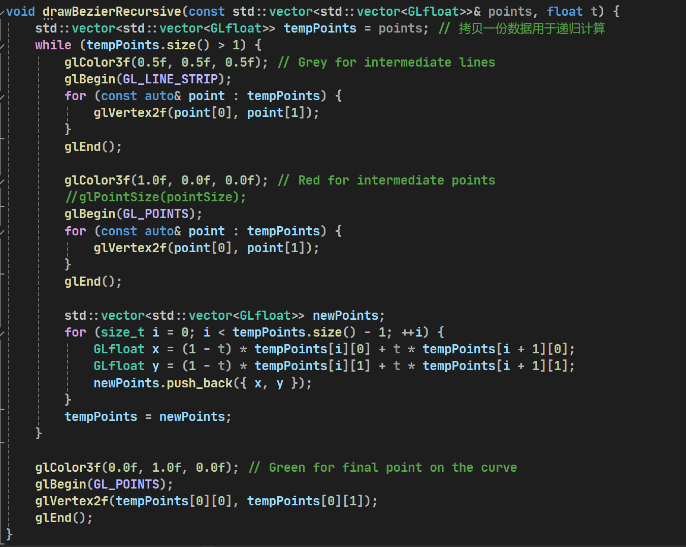 void drawBezierRecursive(const std::vector<std::vector<GLfloat>>& points, float t) {
    std::vector<std::vector<GLfloat>> tempPoints = points; // 拷贝一份数据用于递归计算
    while (tempPoints.size() > 1) {
        glColor3f(0.5f, 0.5f, 0.5f); // Grey for intermediate lines
        glBegin(GL_LINE_STRIP);
        for (const auto& point : tempPoints) {
            glVertex2f(point[0], point[1]);
        }
        glEnd();

        glColor3f(1.0f, 0.0f, 0.0f); // Red for intermediate points
        //glPointSize(pointSize);
        glBegin(GL_POINTS);
        for (const auto& point : tempPoints) {
            glVertex2f(point[0], point[1]);
        }
        glEnd();

        std::vector<std::vector<GLfloat>> newPoints;
        for (size_t i = 0; i < tempPoints.size() - 1; ++i) {
            GLfloat x = (1 - t) * tempPoints[i][0] + t * tempPoints[i + 1][0];
            GLfloat y = (1 - t) * tempPoints[i][1] + t * tempPoints[i + 1][1];
            newPoints.push_back({ x, y });
        }
        tempPoints = newPoints;
    }

    glColor3f(0.0f, 1.0f, 0.0f); // Green for final point on the curve
    glBegin(GL_POINTS);
    glVertex2f(tempPoints[0][0], tempPoints[0][1]);
    glEnd();
}